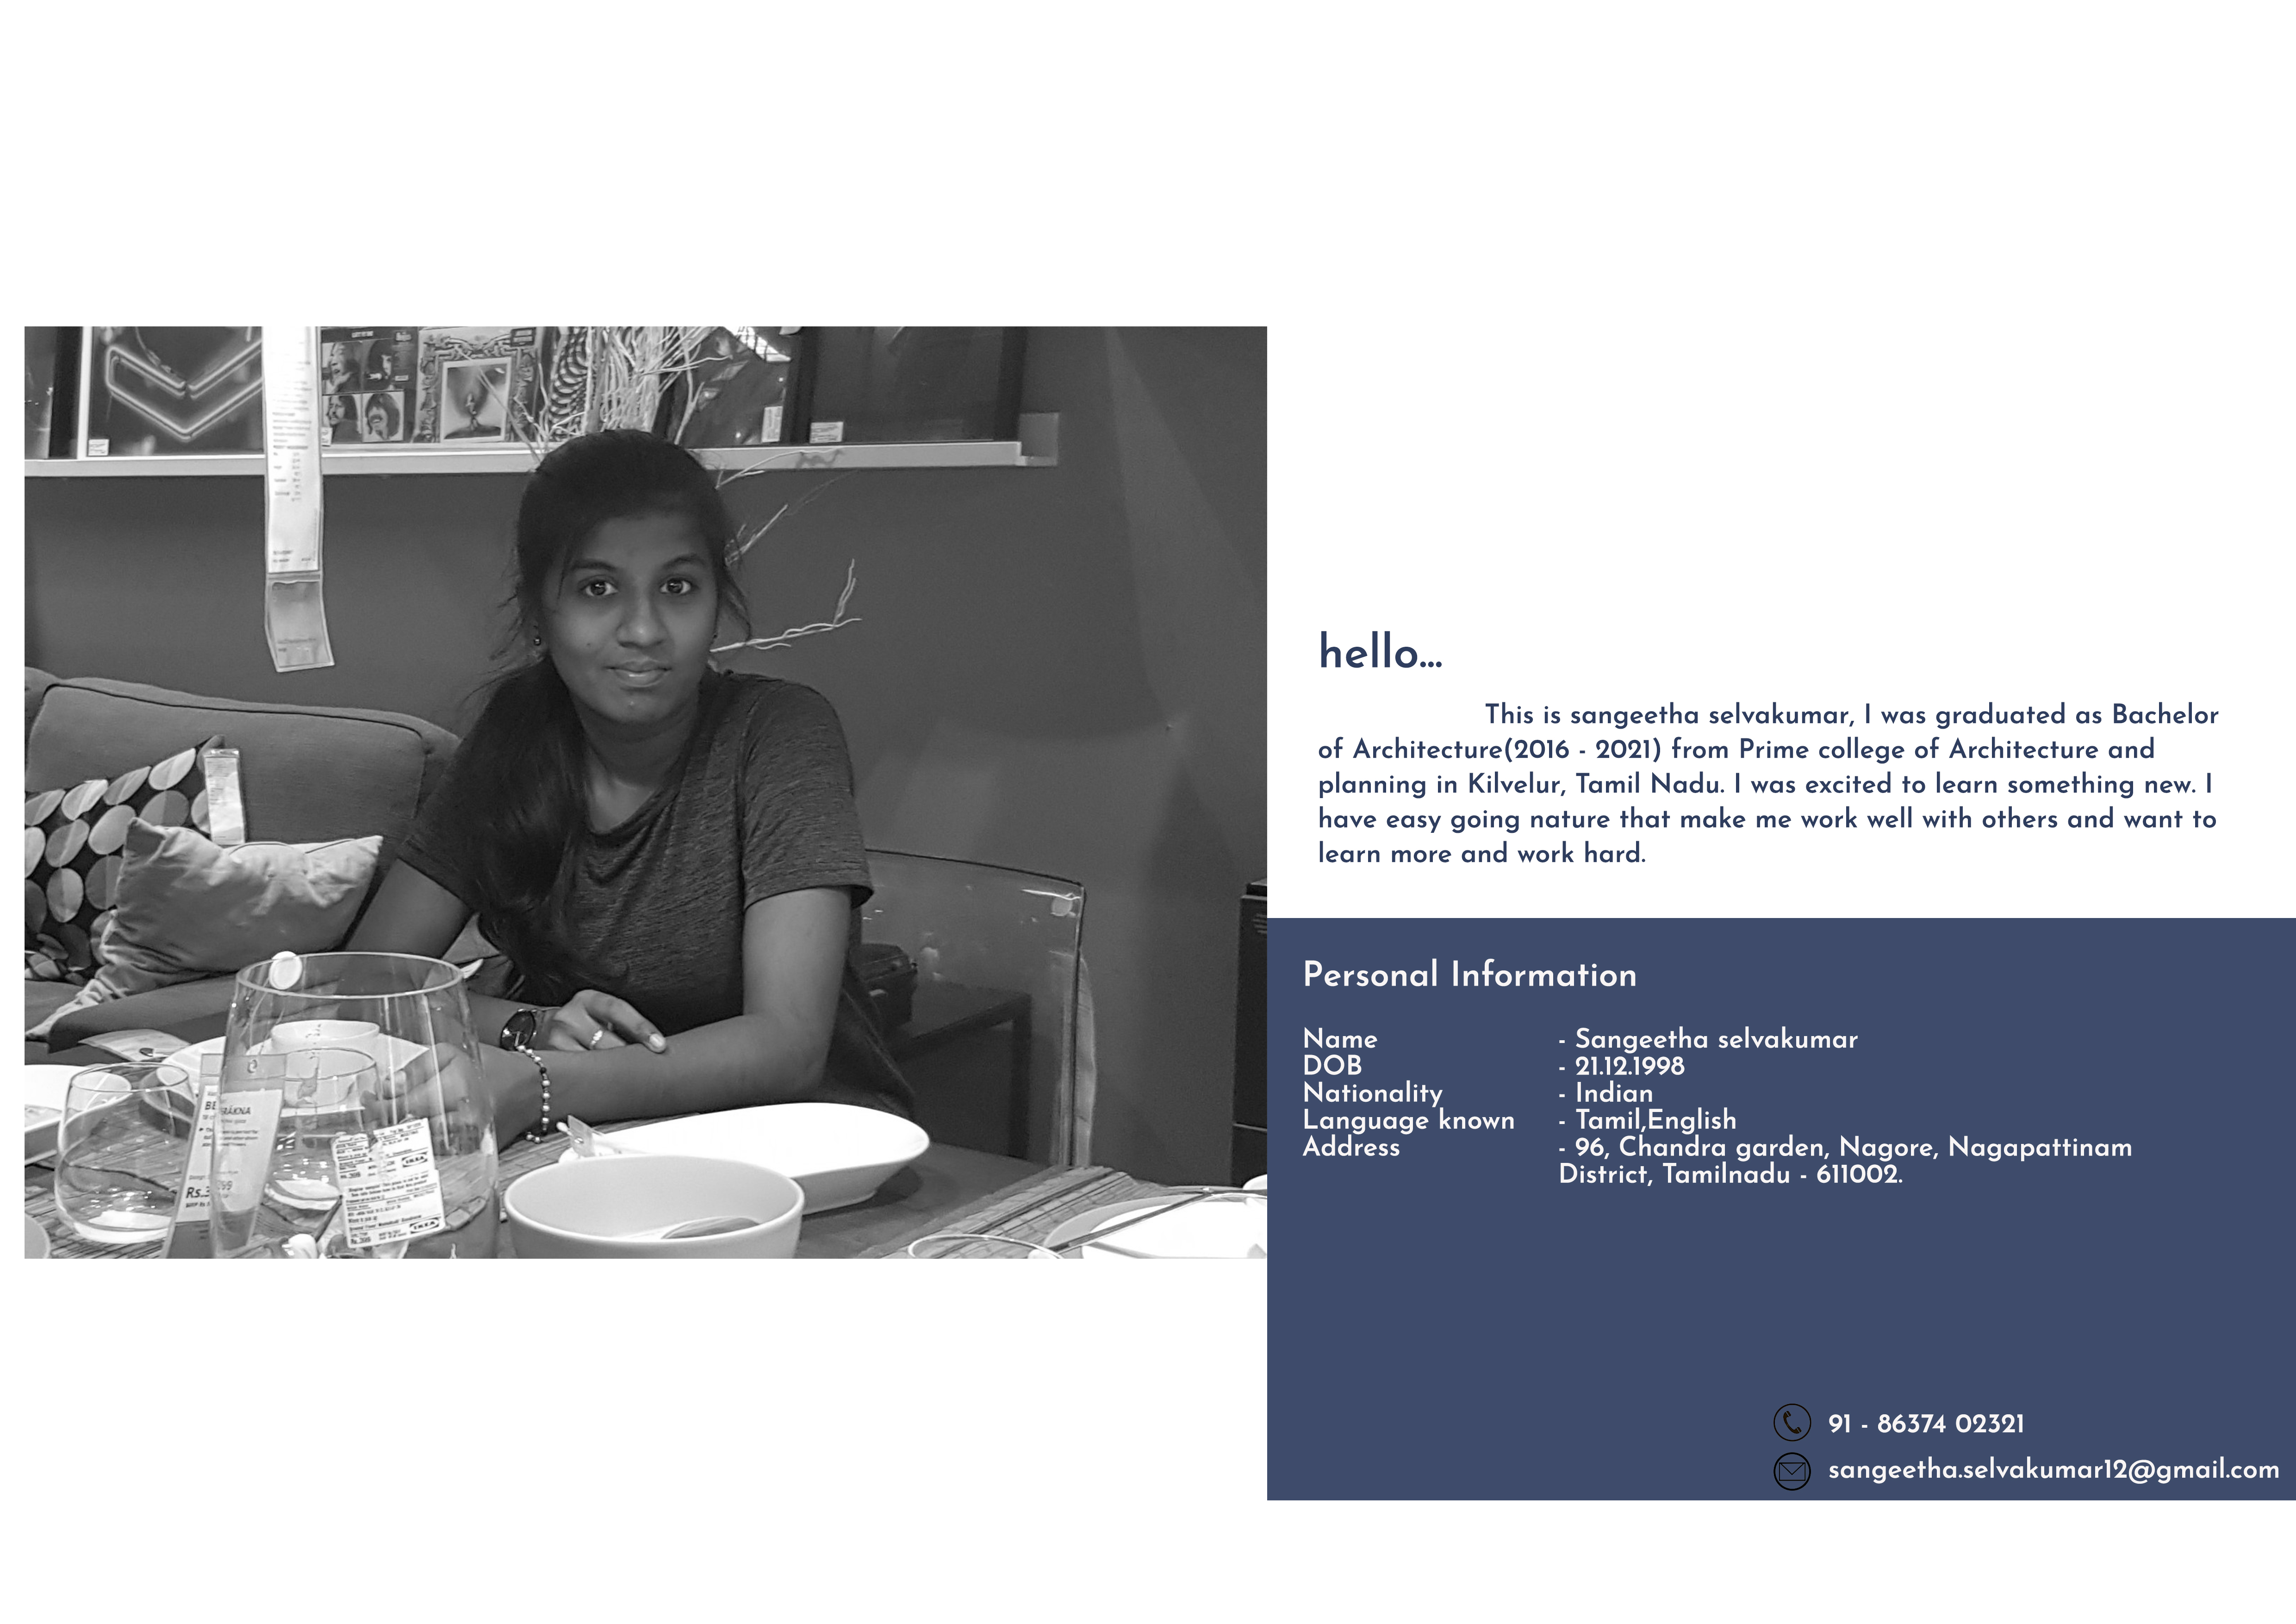 hello...
This is sangeetha selvakumar, I was graduated as Bachelor
of Architecture(2016 - 2021) from Prime college of Architecture and
planning in Kilvelur, Tamil Nadu. I was excited to learn something new. I
have easy going nature that make me work well with others and want to
learn more and work hard.
Personal Information
Name - Sangeetha selvakumar
DOB - 21.12.1998
Nationality - Indian
Language known - Tamil,English
Address - 96, Chandra garden, Nagore, Nagapattinam
District, Tamilnadu - 611002.
91 - 86374 02321
sangeetha.selvakumar12@gmail.com
IKEA
IKEA